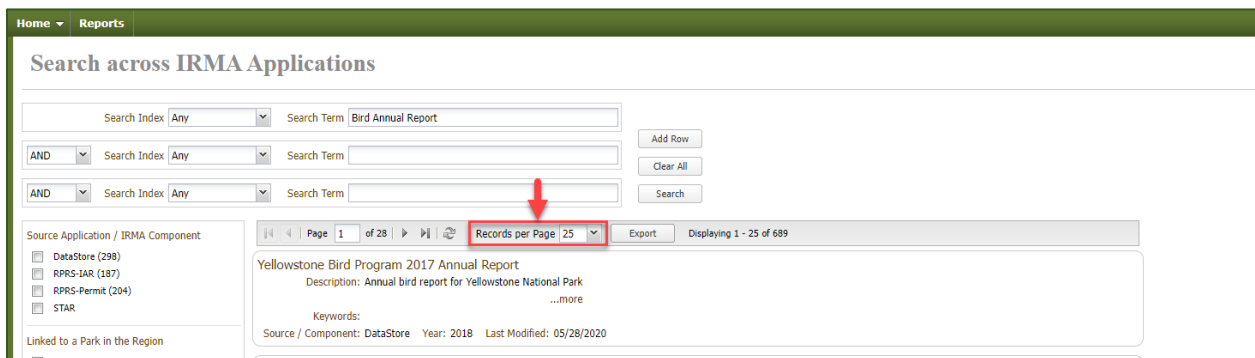 Home Reports
Search across IRMA Applications
Search Index Any Search Term Bird Annual Report
Add Row
AND Search Index Any Search Term
Clear All
AND Search Index Any Search Term
Search
Source Application / IRMA Component
DataStore (298)
RPRS-IAR (187)
RPRS-Permit (204)
STAR
Linked to a Park in the Region
Page 1 of 28 Records per Page 25 Export Displaying 1 - 25 of 689
Yellowstone Bird Program 2017 Annual Report
Description: Annual bird report for Yellowstone National Park
...more
Keywords:
Source / Component: DataStore Year: 2018 Last Modified: 05/28/2020